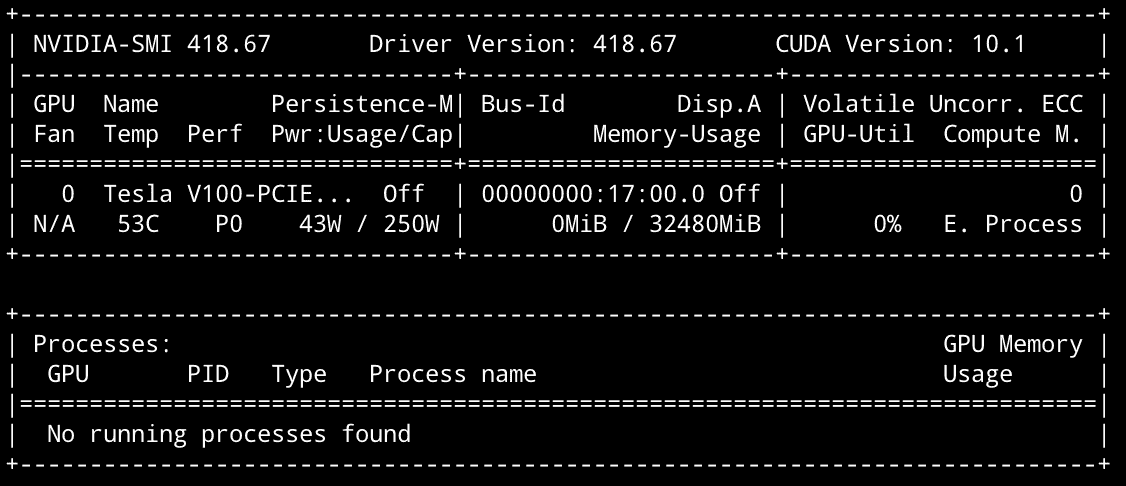 +-----------------------------------------------------------------------------+
| NVIDIA-SMI 418.67       Driver Version: 418.67       CUDA Version: 10.1     |
|-------------------------------+----------------------+----------------------+
| GPU  Name        Persistence-M| Bus-Id        Disp.A | Volatile Uncorr. ECC |
| Fan  Temp  Perf  Pwr:Usage/Cap|         Memory-Usage | GPU-Util  Compute M. |
|===============================+======================+======================|
|   0  Tesla V100-PCIE...  Off  | 00000000:17:00.0 Off |                    0 |
| N/A   53C    P0    43W / 250W |      0MiB / 32480MiB |      0%   E. Process |
+-------------------------------+----------------------+----------------------+

+-----------------------------------------------------------------------------+
| Processes:                                                       GPU Memory |
|  GPU       PID   Type   Process name                             Usage      |
|=============================================================================|
|  No running processes found                                                 |
+-----------------------------------------------------------------------------+